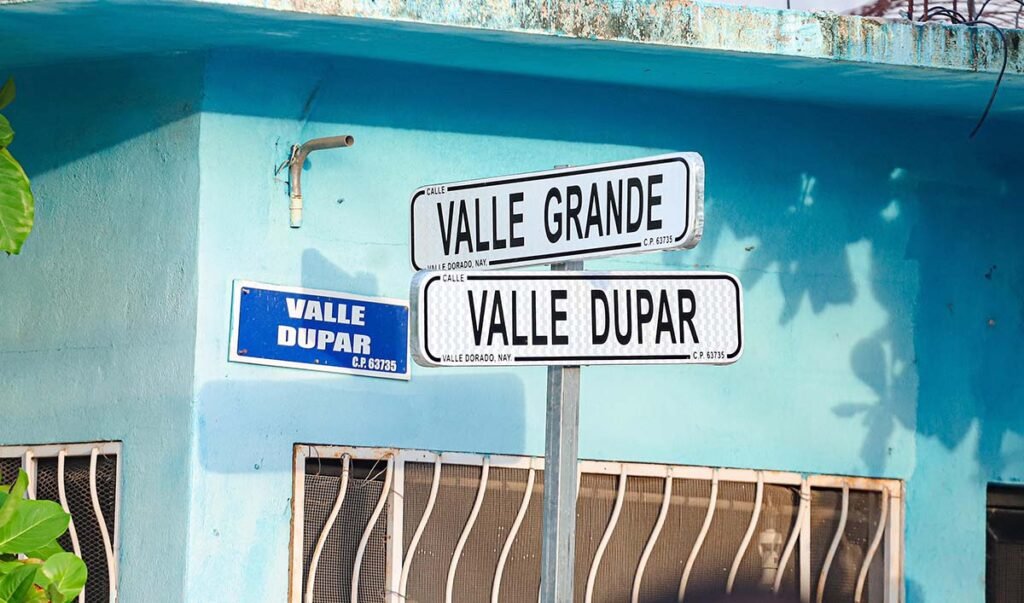 CALLE
VALLE GRANDE
VALLE DORADO, NAY.
C.P. 63735
CALLE
VALLE DUPAR
VALLE DORADO, NAY.
C.P. 63735
VALLE
DUPAR
C.P. 63735